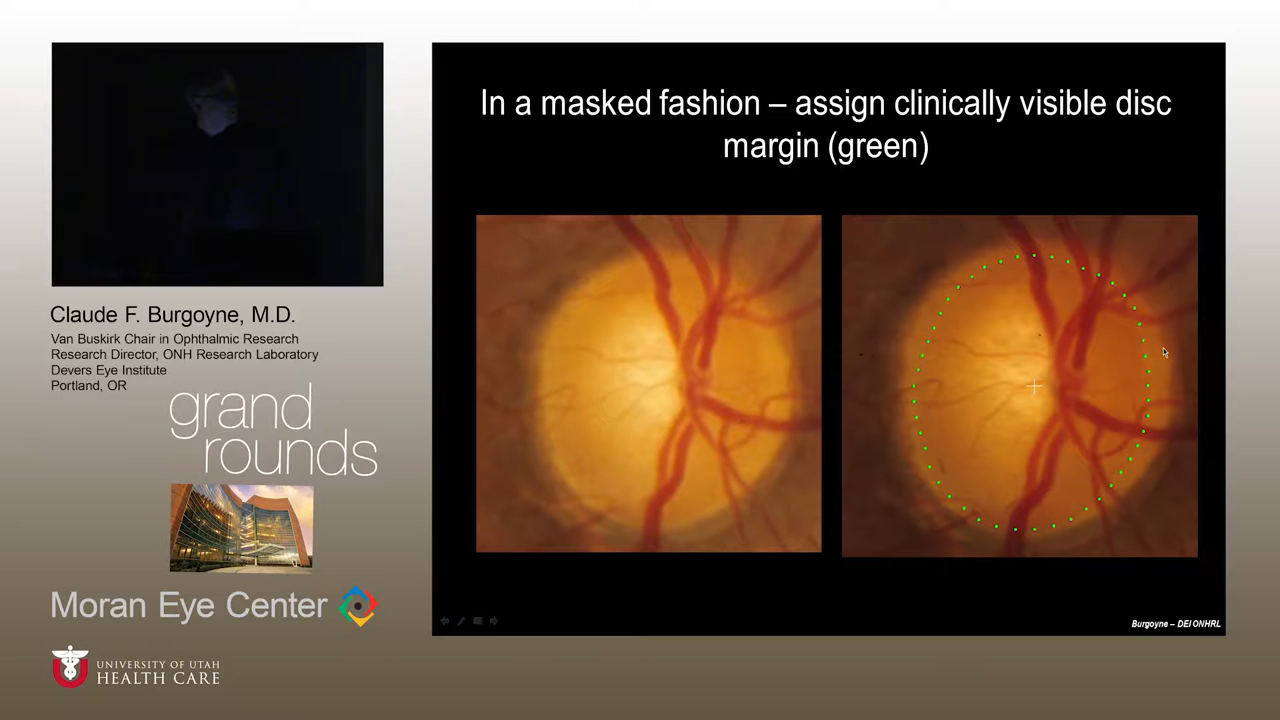 In a masked fashion – assign clinically visible disc
margin (green)
Claude F. Burgoyne, M.D.
Van Buskirk Chair in Ophthalmic Research
Research Director, ONH Research Laboratory
Devers Eye Institute
Portland, OR
grand
rounds
Moran Eye Center
UNIVERSITY OF UTAH
HEALTH CARE
Burgoyne – DEI ONHRL